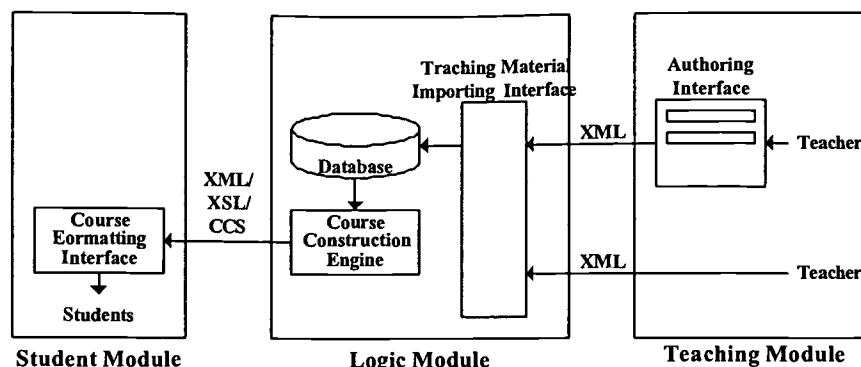 Traching Material
Importing Interface
Authoring
Interface
XML
Teacher
Database
XML/
XSL/
CCS
Course
Eormatting
Interface
Course
Construction
Engine
XML
Teacher
Students
Student Module
Logic Module
Teaching Module